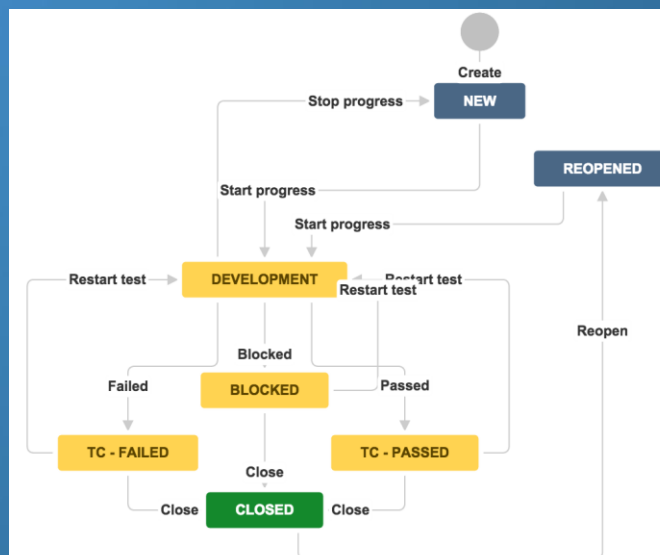 Create
NEW
Stop progress
REOPENED
Start progress
Start progress
DEVELOPMENT
Restart test
Restart test
Restart test
Reopen
Blocked
Failed
BLOCKED
Passed
TC - FAILED
TC - PASSED
Close
Close
CLOSED
Close